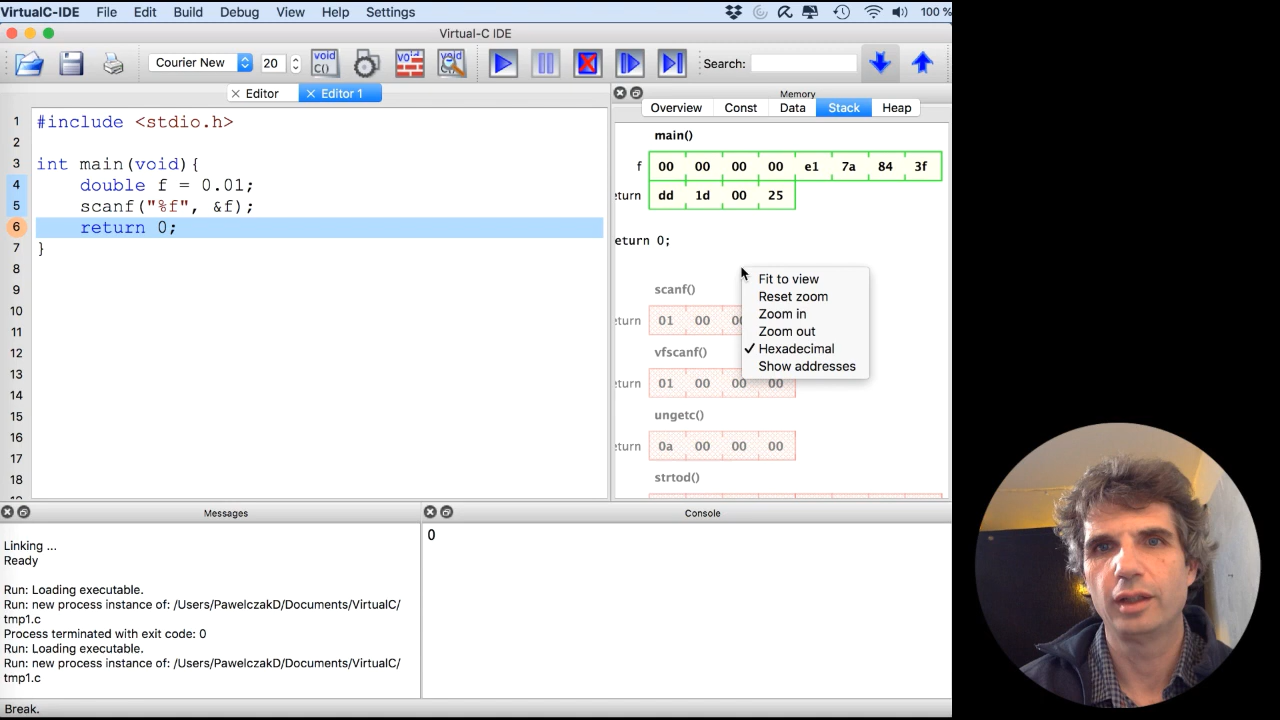 VirtualC-IDE File Edit Build Debug View Help Settings 100 %
Virtual-C IDE
Courier New 20 void C() void void C() Search:
Editor Editor 1
Memory
Overview Const Data Stack Heap
1 #include <stdio.h>
2
3 int main(void){
4 double f = 0.01;
5 scanf("%f", &f);
6 return 0;
7 }
8
9
10
11
12
13
14
15
16
17
18
main()
f 00 00 00 00 e1 7a 84 3f
eturn dd 1d 00 25
eturn 0;
scanf()
eturn 01 00 00
vfscanf()
eturn 01 00 00 00
ungetc()
eturn 0a 00 00 00
strtod()
Fit to view
Reset zoom
Zoom in
Zoom out
✓ Hexadecimal
Show addresses
Messages
Linking ...
Ready
Run: Loading executable.
Run: new process instance of: /Users/PawelczakD/Documents/VirtualC/
tmp1.c
Process terminated with exit code: 0
Run: Loading executable.
Run: new process instance of: /Users/PawelczakD/Documents/VirtualC/
tmp1.c
Console
0
Break.